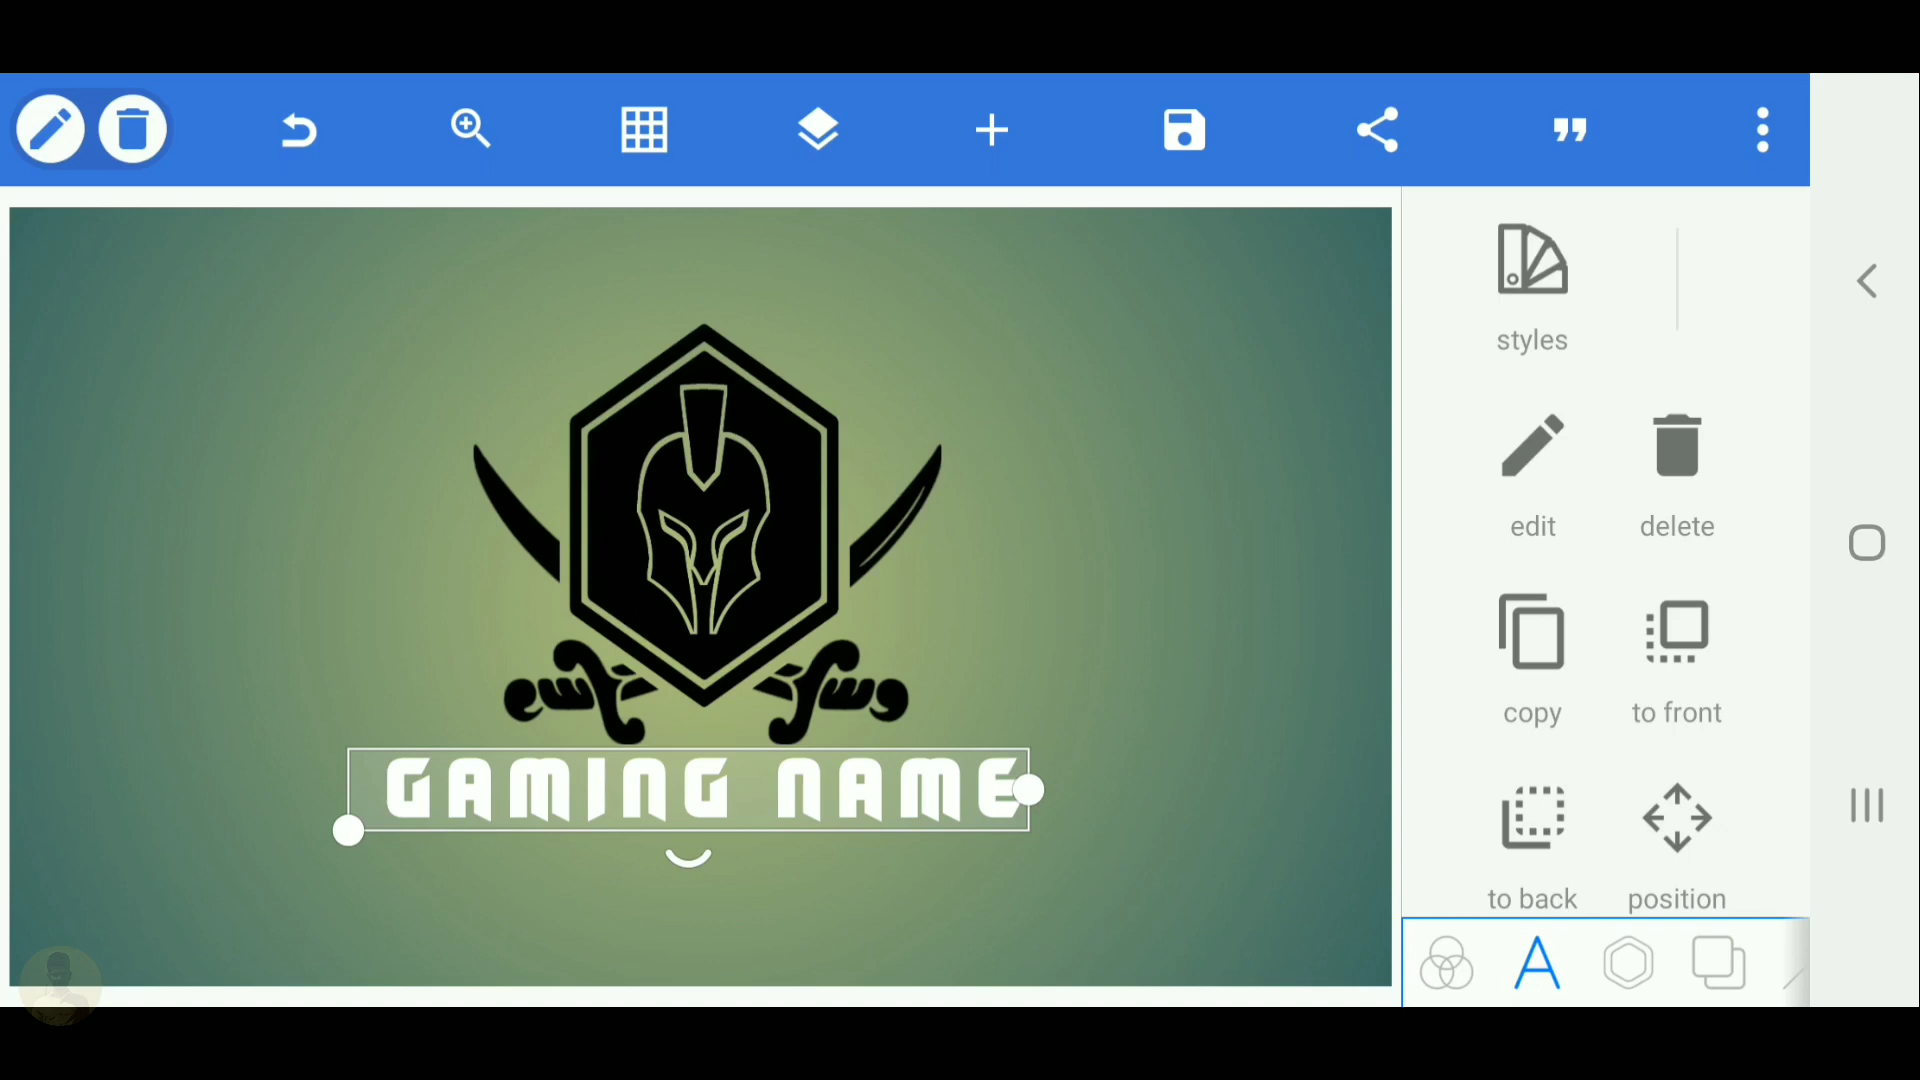 styles
edit delete
copy to front
GAMING NAME
to back position